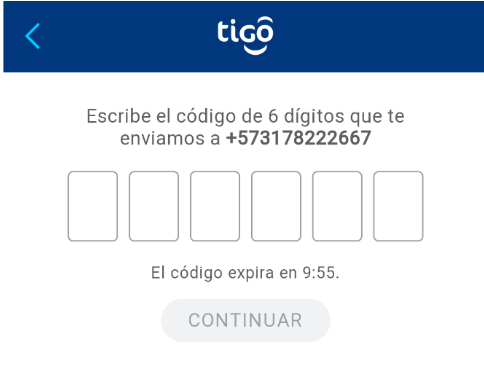 tigo
Escribe el código de 6 dígitos que te
enviamos a +573178222667
El código expira en 9:55.
CONTINUAR